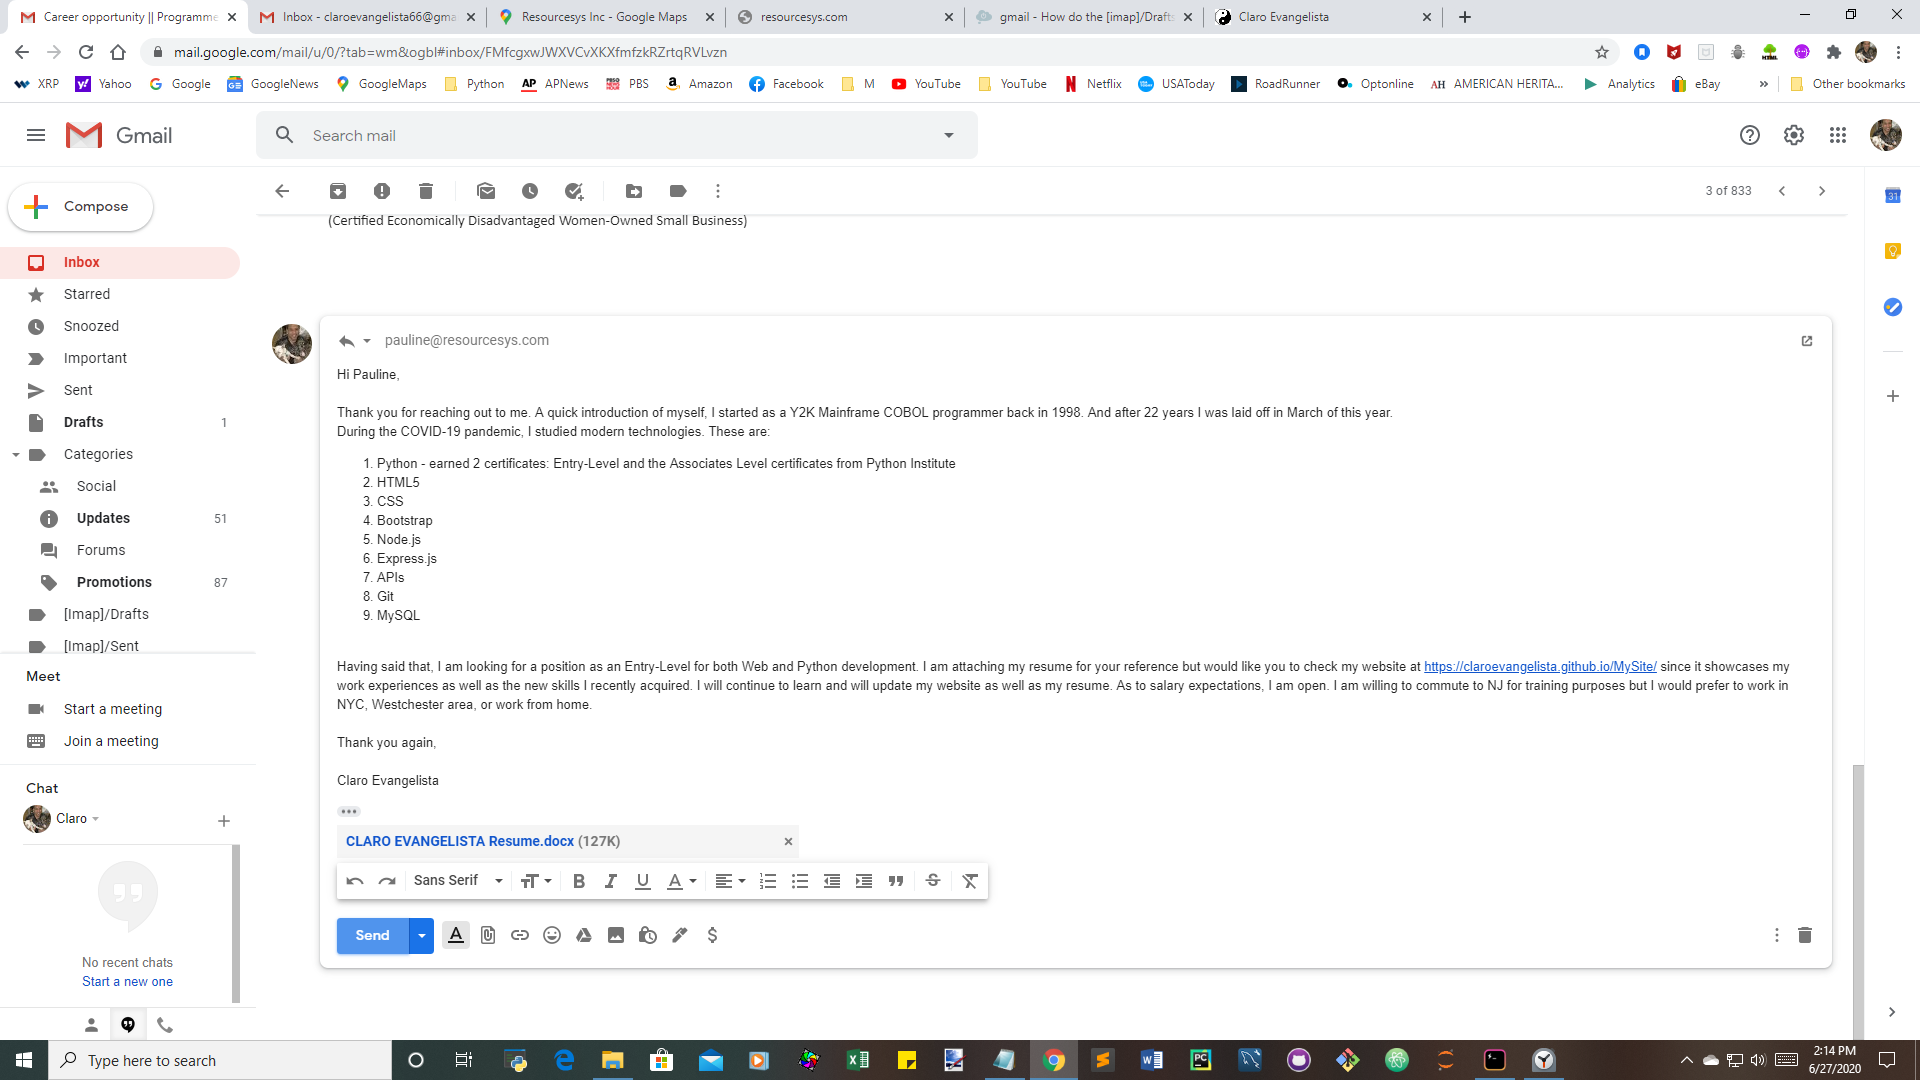 Career opportunity || Programme
Inbox - claroevangelista66@gma
Resourcesys Inc - Google Maps
resourcesys.com
gmail - How do the [imap]/Drafts
Claro Evangelista
mail.google.com/mail/u/0/?tab=wm&ogbl#inbox/FMfcgxwJWXVCvXKXfmfzkRZrtqRVLvzn
XRP
Yahoo
Google
GoogleNews
GoogleMaps
Python
AP APNews
PBS
Amazon
Facebook
M
YouTube
YouTube
Netflix
USAToday
RoadRunner
Optonline
AH AMERICAN HERITA...
Analytics
eBay
»
Other bookmarks
Gmail
Search mail
Compose
3 of 833
(Certified Economically Disadvantaged Women-Owned Small Business)
Inbox
Starred
Snoozed
Important
Sent
Drafts 1
Categories
Social
Updates 51
Forums
Promotions 87
[Imap]/Drafts
[Imap]/Sent
Meet
Start a meeting
Join a meeting
Chat
Claro
No recent chats
Start a new one
31
pauline@resourcesys.com
Hi Pauline,
Thank you for reaching out to me. A quick introduction of myself, I started as a Y2K Mainframe COBOL programmer back in 1998. And after 22 years I was laid off in March of this year.
During the COVID-19 pandemic, I studied modern technologies. These are:
1. Python - earned 2 certificates: Entry-Level and the Associates Level certificates from Python Institute
2. HTML5
3. CSS
4. Bootstrap
5. Node.js
6. Express.js
7. APIs
8. Git
9. MySQL
Having said that, I am looking for a position as an Entry-Level for both Web and Python development. I am attaching my resume for your reference but would like you to check my website at https://claroevangelista.github.io/MySite/ since it showcases my
work experiences as well as the new skills I recently acquired. I will continue to learn and will update my website as well as my resume. As to salary expectations, I am open. I am willing to commute to NJ for training purposes but I would prefer to work in
NYC, Westchester area, or work from home.
Thank you again,
Claro Evangelista
CLARO EVANGELISTA Resume.docx (127K)
Sans Serif
Send
Type here to search
2:14 PM
6/27/2020